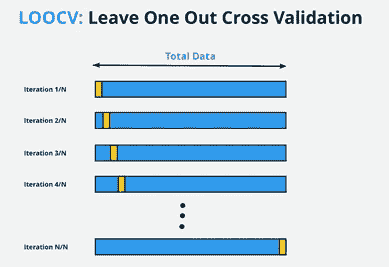 LOOCV: Leave One Out Cross Validation
Total Data
Iteration 1/N
Iteration 2/N
Iteration 3/N
Iteration 4/N
Iteration N/N